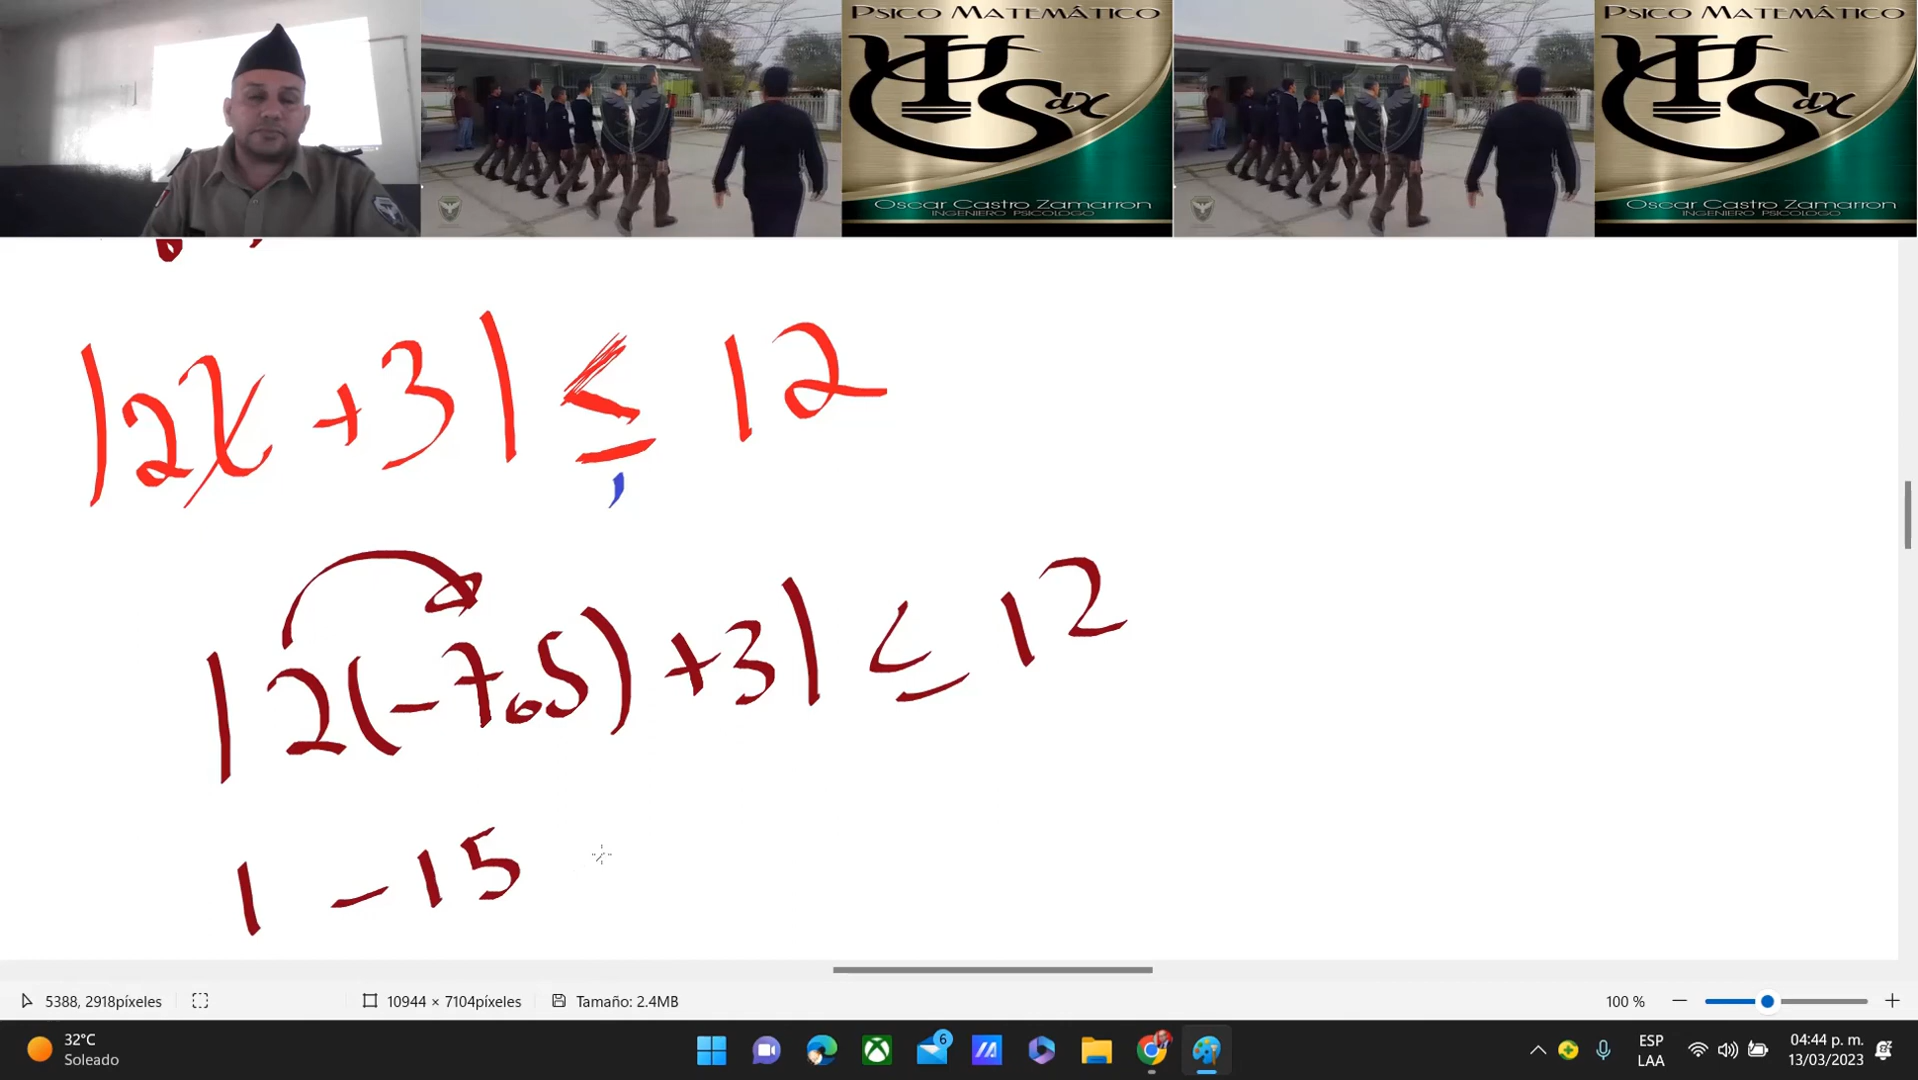 PSICO MATEMÁTICO
PSICO MATEMÁTICO
Oscar Castro Zamarron
INGENIERO PSICOLOGO
Oscar Castro Zamarron
INGENIERO PSICOLOGO
|2x+3| ≤ 12
|2(-7.5)+3| ≤ 12
| -15
5388, 2918píxeles
10944 × 7104píxeles
Tamaño: 2.4MB
100 %
32°C
Soleado
6
ESP
LAA
04:44 p. m.
13/03/2023